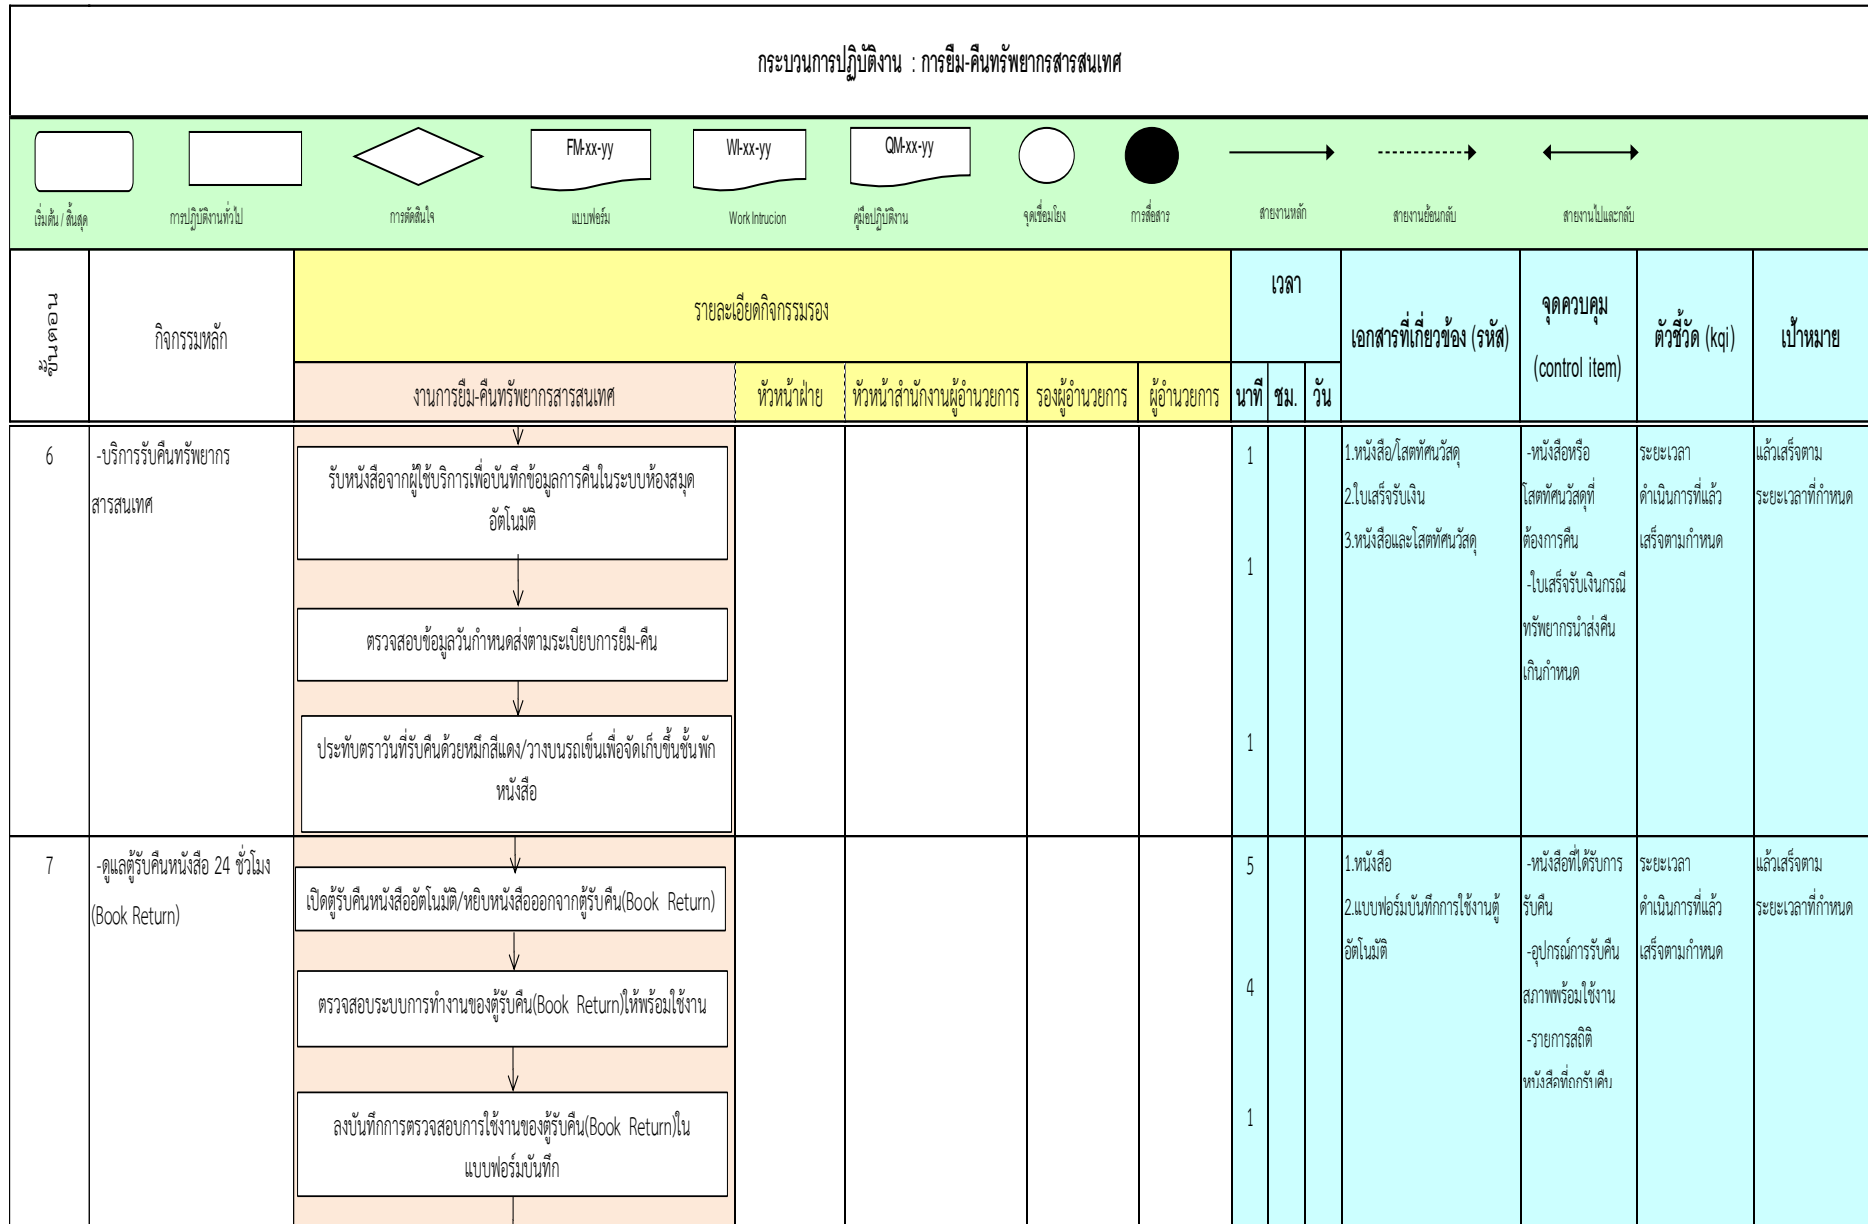 กระบวนการปฏิบัติงาน : การยืม-คืนทรัพยากรสารสนเทศ
FM-xx-yy
WI-xx-yy
QM-xx-yy
เริ่มต้น / สิ้นสุด
การปฏิบัติงานทั่วไป
การตัดสินใจ
แบบฟอร์ม
Work Intrucion
คู่มือปฏิบัติงาน
จุดเชื่อมโยง
การสื่อสาร
สายงานหลัก
สายงานย้อนกลับ
สายงานไปและกลับ
ขั้นตอน
กิจกรรมหลัก
รายละเอียดกิจกรรมรอง
เวลา
เอกสารที่เกี่ยวข้อง (รหัส)
จุดควบคุม
(control item)
ตัวชี้วัด (kqi)
เป้าหมาย
งานการยืม-คืนทรัพยากรสารสนเทศ
หัวหน้าฝ่าย
หัวหน้าสำนักงานผู้อำนวยการ
รองผู้อำนวยการ
ผู้อำนวยการ
นาที
ชม.
วัน
6
-บริการรับคืนทรัพยากร
สารสนเทศ
รับหนังสือจากผู้ใช้บริการเพื่อบันทึกข้อมูลการคืนในระบบห้องสมุด
อัตโนมัติ
ตรวจสอบข้อมูลวันกำหนดส่งตามระเบียบการยืม-คืน
ประทับตราวันที่รับคืนด้วยหมึกสีแดง/วางบนรถเข็นเพื่อจัดเก็บขึ้นชั้นพัก
หนังสือ
1
1
1
1.หนังสือ/โสตทัศนวัสดุ
2.ใบเสร็จรับเงิน
3.หนังสือและโสตทัศนวัสดุ
-หนังสือหรือ
โสตทัศนวัสดุที่
ต้องการคืน
-ใบเสร็จรับเงินกรณี
ทรัพยากรนำส่งคืน
เกินกำหนด
ระยะเวลา
ดำเนินการที่แล้ว
เสร็จตามกำหนด
แล้วเสร็จตาม
ระยะเวลาที่กำหนด
7
-ดูแลตู้รับคืนหนังสือ 24 ชั่วโมง
(Book Return)
เปิดตู้รับคืนหนังสืออัตโนมัติ/หยิบหนังสือออกจากตู้รับคืน(Book Return)
ตรวจสอบระบบการทำงานของตู้รับคืน(Book Return)ให้พร้อมใช้งาน
ลงบันทึกการตรวจสอบการใช้งานของตู้รับคืน(Book Return)ใน
แบบฟอร์มบันทึก
5
4
1
1.หนังสือ
2.แบบฟอร์มบันทึกการใช้งานตู้
อัตโนมัติ
-หนังสือที่ได้รับการ
รับคืน
-อุปกรณ์การรับคืน
สภาพพร้อมใช้งาน
-รายการสถิติ
หนังสือที่ถูกรับคืน
ระยะเวลา
ดำเนินการที่แล้ว
เสร็จตามกำหนด
แล้วเสร็จตาม
ระยะเวลาที่กำหนด